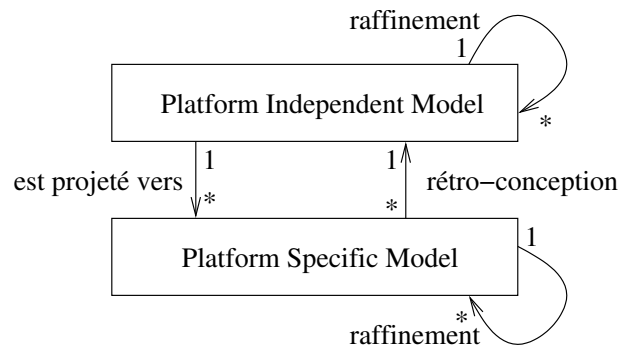 raffinement
1
Platform Independent Model
*
1
1
est projeté vers
rétro−conception
*
*
Platform Specific Model
1
*
raffinement